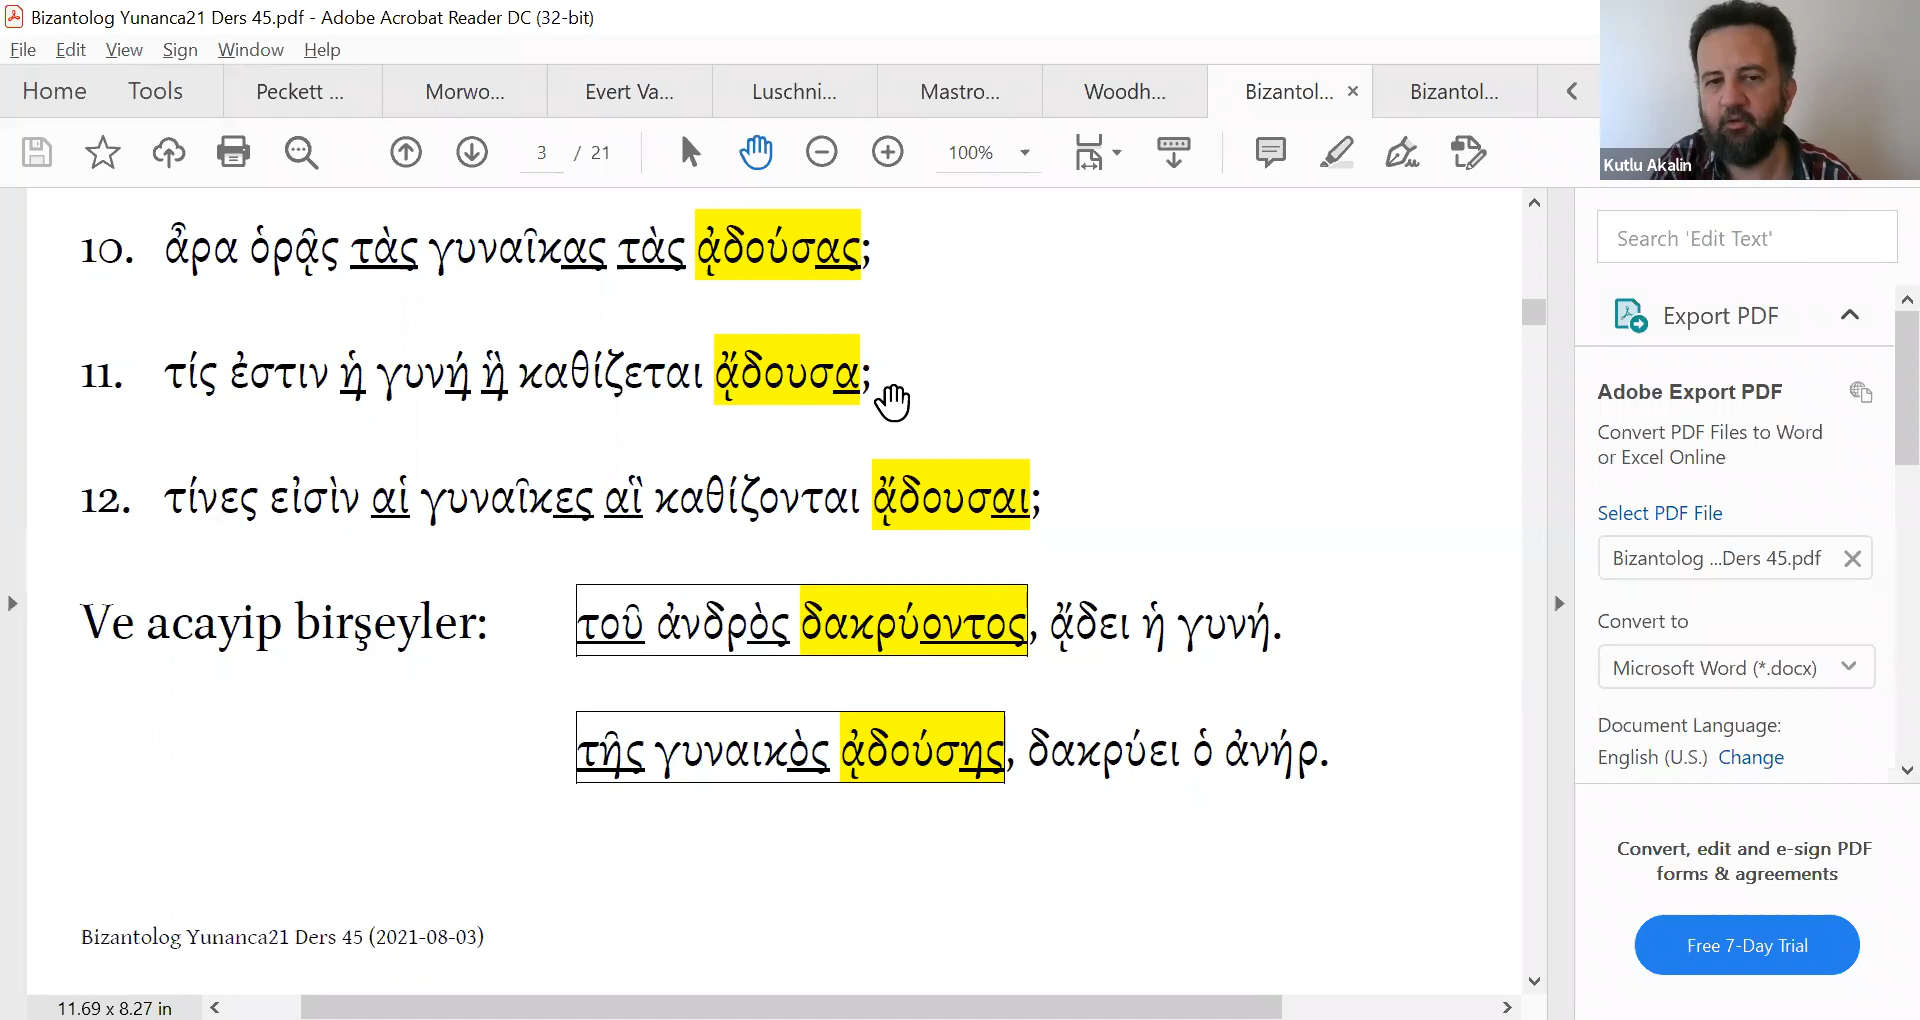 Bizantolog Yunanca21 Ders 45.pdf - Adobe Acrobat Reader DC (32-bit)
File Edit View Sign Window Help
Home Tools Peckett ... Morwo... Evert Va... Luschni... Mastro... Woodh... Bizantol... Bizantol...
3 / 21 100%
Kutlu Akalin
10. ἆρα ὁρᾷς τὰς γυναῖκας τὰς ᾀδούσας;
11. τίς ἐστιν ἡ γυνή ἣ καθίζεται ᾄδουσα;
12. τίνες εἰσὶν αἱ γυναῖκες αἳ καθίζονται ᾄδουσαι;
Ve acayip birşeyler: τοῦ ἀνδρὸς δακρύοντος, ᾄδει ἡ γυνή.
τῆς γυναικὸς ᾀδούσης, δακρύει ὁ ἀνήρ.
Bizantolog Yunanca21 Ders 45 (2021-08-03)
11.69 x 8.27 in
Search 'Edit Text'
Export PDF
Adobe Export PDF
Convert PDF Files to Word
or Excel Online
Select PDF File
Bizantolog ...Ders 45.pdf
Convert to
Microsoft Word (*.docx)
Document Language:
English (U.S.) Change
Convert, edit and e-sign PDF
forms & agreements
Free 7-Day Trial